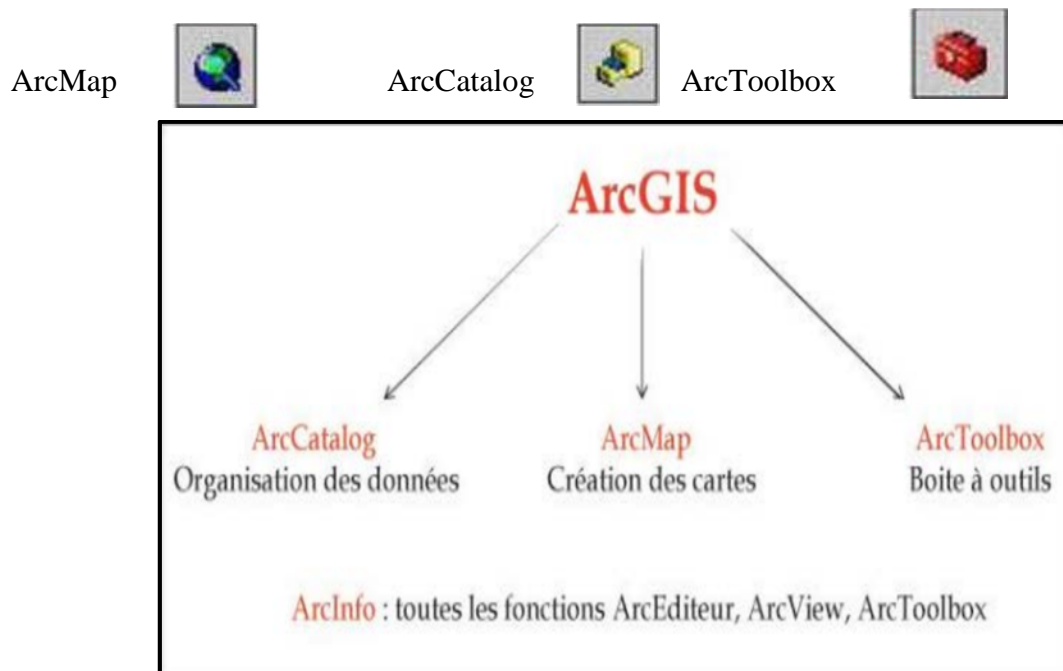 ArcMap ArcCatalog ArcToolbox
ArcGIS
ArcCatalog ArcMap ArcToolbox
Organisation des données Création des cartes Boite à outils
ArcInfo : toutes les fonctions ArcEditeur, ArcView, ArcToolbox